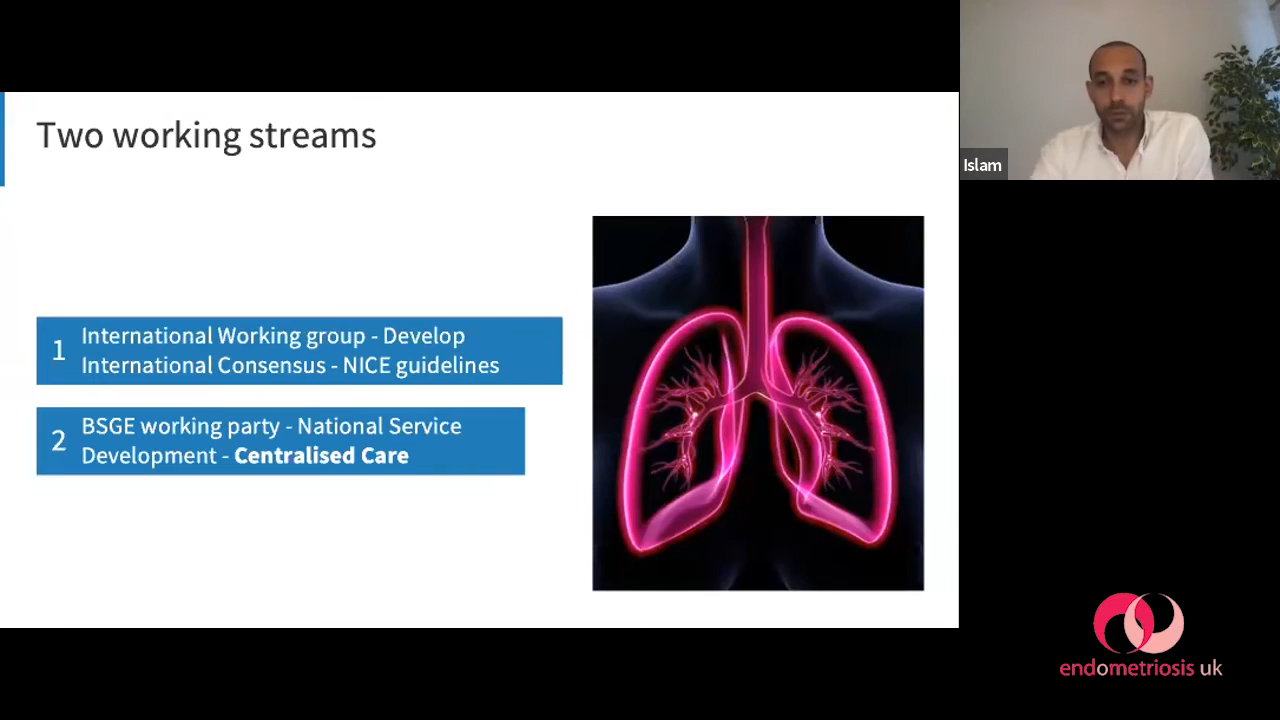 Two working streams
1
International Working group - Develop
International Consensus - NICE guidelines
2
BSGE working party - National Service
Development - Centralised Care
Islam
endometriosis uk